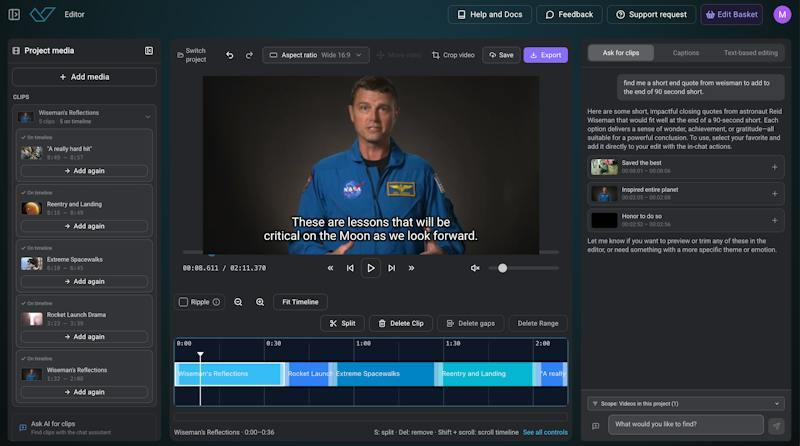 Editor
Help and Docs
Feedback
Support request
Edit Basket
M
Project media
Add media
CLIPS
Wiseman's Reflections
5 clips · 5 on timeline
On timeline
"A really hard hit"
8:49 – 8:57
Add again
On timeline
Reentry and Landing
8:18 – 8:49
Add again
On timeline
Extreme Spacewalks
6:10 – 6:45
Add again
On timeline
Rocket Launch Drama
3:23 – 3:39
Add again
On timeline
Wiseman's Reflections
1:32 – 2:08
Add again
Ask AI for clips
Find clips with the chat assistant
Switch
project
Aspect ratio Wide 16:9
Move video
Crop video
Save
Export
NASA
These are lessons that will be
critical on the Moon as we look forward.
00:08.611 / 02:11.370
Ripple
Fit Timeline
Split
Delete Clip
Delete gaps
Delete Range
0:00 0:30 1:00 1:30 2:00
Wiseman's Reflections
Rocket Launch
Extreme Spacewalks
Reentry and Landing
"A really
Wiseman's Reflections · 0:00–0:36
S: split · Del: remove · Shift + scroll: scroll timeline
See all controls
Ask for clips
Captions
Text-based editing
find me a short end quote from weisman to add to
the end of 90 second short.
Here are some short, impactful closing quotes from astronaut Reid
Wiseman that would fit well at the end of a 90-second short. Each
option delivers a sense of wonder, achievement, or gratitude—all
suitable for a powerful conclusion. To use, select your favorite and
add it directly to your edit with the in-chat actions.
Saved the best
00:08:01 – 00:08:06
Inspired entire planet
00:02:05 – 00:02:08
Honor to do so
00:02:52 – 00:02:56
Let me know if you want to preview or trim any of these in the
editor, or need something with a more specific theme or emotion.
Scope: Videos in this project (1)
What would you like to find?